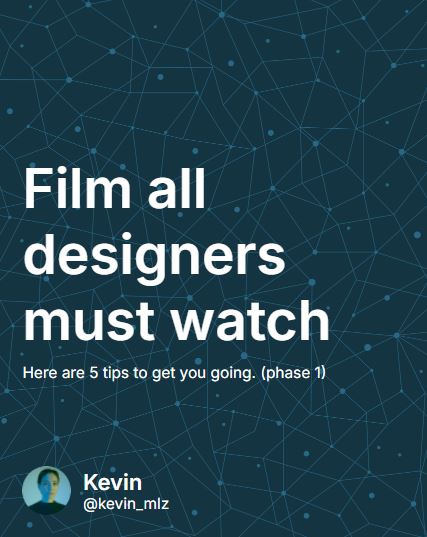 Film all
designers
must watch
Here are 5 tips to get you going. (phase 1)
Kevin
@kevin_mlz